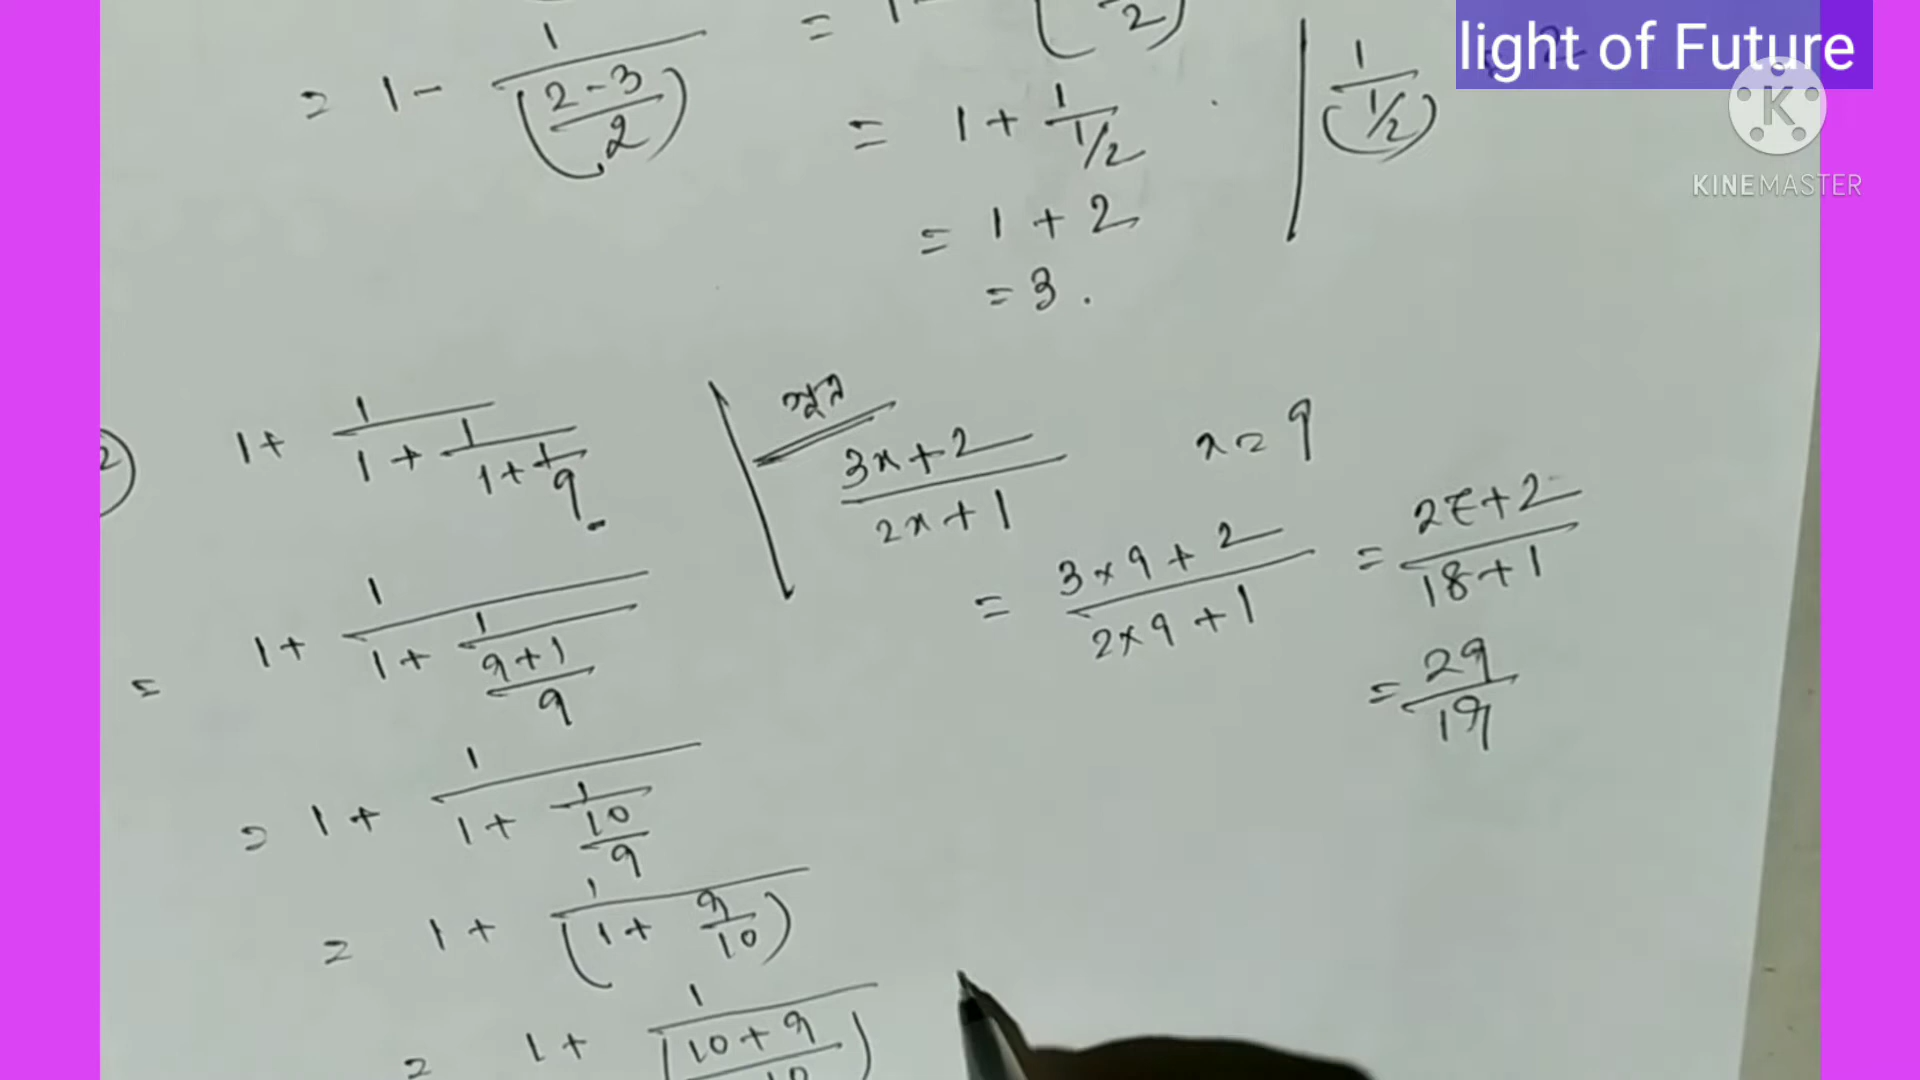 light of Future
K
KINEMASTER
= 1 - 1/((2-3)/2)
= 1 + 1/(1/2)
1/(1/2)
= 1 + 2
= 3.
2) 1 + 1/(1 + 1/(1 + 1/9))
সূত্র
(3x+2)/(2x+1)
x = 9
= (3×9+2)/(2×9+1) = (27+2)/(18+1)
= 29/19
= 1 + 1/(1 + 1/((9+1)/9))
= 1 + 1/(1 + 1/(10/9))
= 1 + 1/(1 + 9/10)
= 1 + 1/((10+9)/10)